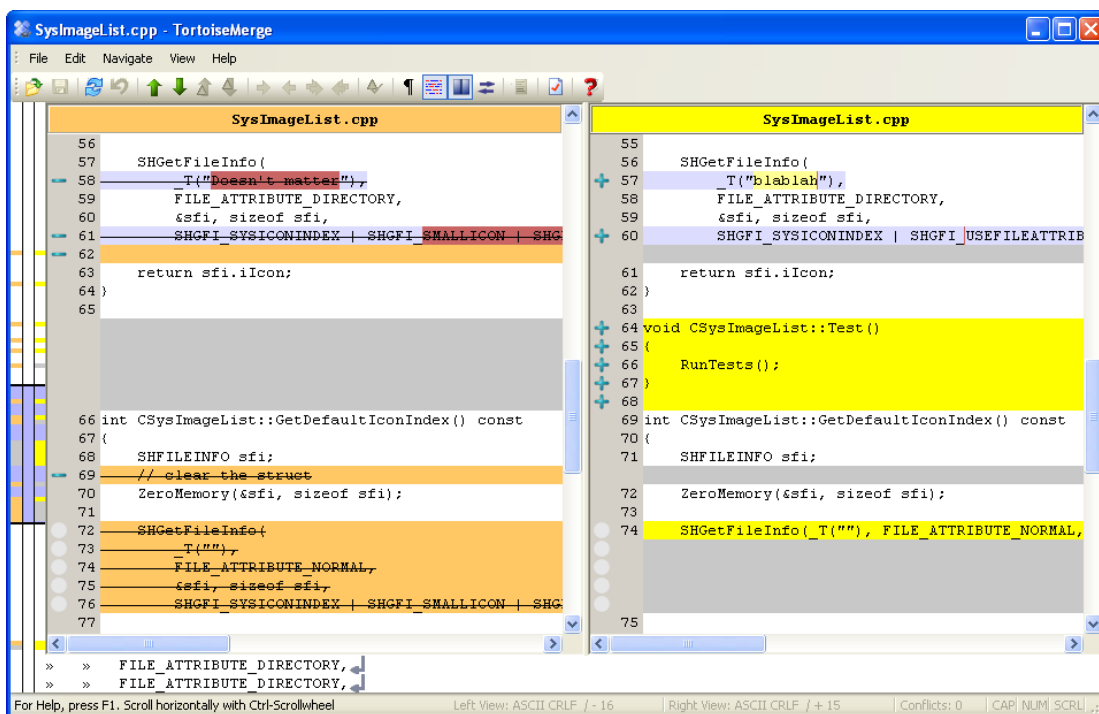 SysImageList.cpp - TortoiseMerge
File Edit Navigate View Help
SysImageList.cpp
56
57 SHGetFileInfo(
58 _T("Doesn't matter"),
59 FILE_ATTRIBUTE_DIRECTORY,
60 &sfi, sizeof sfi,
61 SHGFI_SYSICONINDEX | SHGFI_SMALLICON | SHG
62
63 return sfi.iIcon;
64 }
65
66 int CSysImageList::GetDefaultIconIndex() const
67 {
68 SHFILEINFO sfi;
69 // clear the struct
70 ZeroMemory(&sfi, sizeof sfi);
71
72 SHGetFileInfo(
73 _T(""),
74 FILE_ATTRIBUTE_NORMAL,
75 &sfi, sizeof sfi,
76 SHGFI_SYSICONINDEX | SHGFI_SMALLICON | SHG
77
SysImageList.cpp
55
56 SHGetFileInfo(
57 _T("blablah"),
58 FILE_ATTRIBUTE_DIRECTORY,
59 &sfi, sizeof sfi,
60 SHGFI_SYSICONINDEX | SHGFI_USEFILEATTRIB
61 return sfi.iIcon;
62 }
63
64 void CSysImageList::Test()
65 {
66 RunTests();
67 }
68
69 int CSysImageList::GetDefaultIconIndex() const
70 {
71 SHFILEINFO sfi;
72 ZeroMemory(&sfi, sizeof sfi);
73
74 SHGetFileInfo(_T(""), FILE_ATTRIBUTE_NORMAL,
75
» » FILE_ATTRIBUTE_DIRECTORY,
» » FILE_ATTRIBUTE_DIRECTORY,
For Help, press F1. Scroll horizontally with Ctrl-Scrollwheel Left View: ASCII CRLF / - 16 Right View: ASCII CRLF / + 15 Conflicts: 0 CAP NUM SCRL